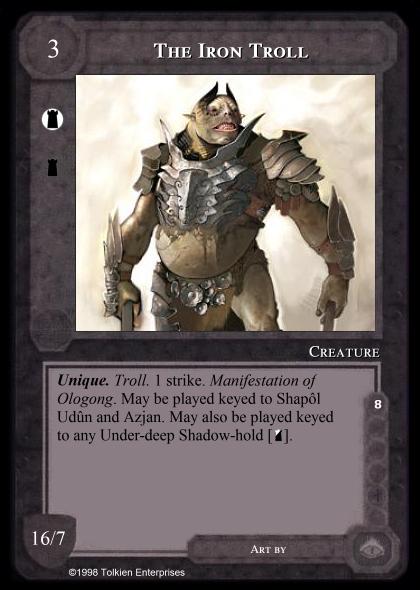 3
THE IRON TROLL
CREATURE
Unique. Troll. 1 strike. Manifestation of
Ologong. May be played keyed to Shapôl
Udûn and Azjan. May also be played keyed
to any Under-deep Shadow-hold [].
8
16/7
ART BY
©1998 Tolkien Enterprises